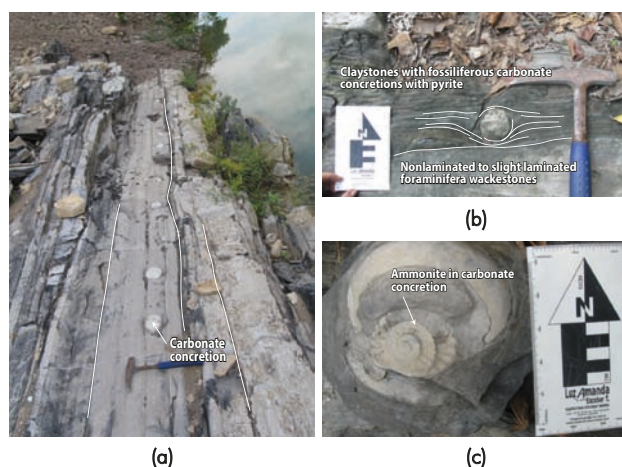 Carbonate
concretion
(a)
Claystones with fossiliferous carbonate
concretions with pyrite
N
E
Nonlaminated to slight laminated
foraminifera wackestones
(b)
Ammonite in carbonate
concretion
N
E
Luz Amanda
Escobar T.
(c)